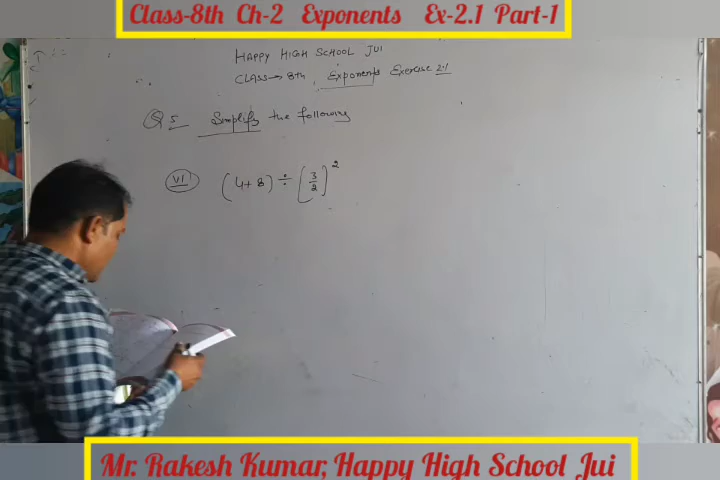 Class-8th Ch-2 Exponents Ex-2.1 Part-1
HAPPY HIGH SCHOOL JUI
CLASS→ 8th, Exponents Exercise 2.1
Q 5 Simplify the following
VI (4+8) ÷ [3/2]²
Mr. Rakesh Kumar, Happy High School Jui